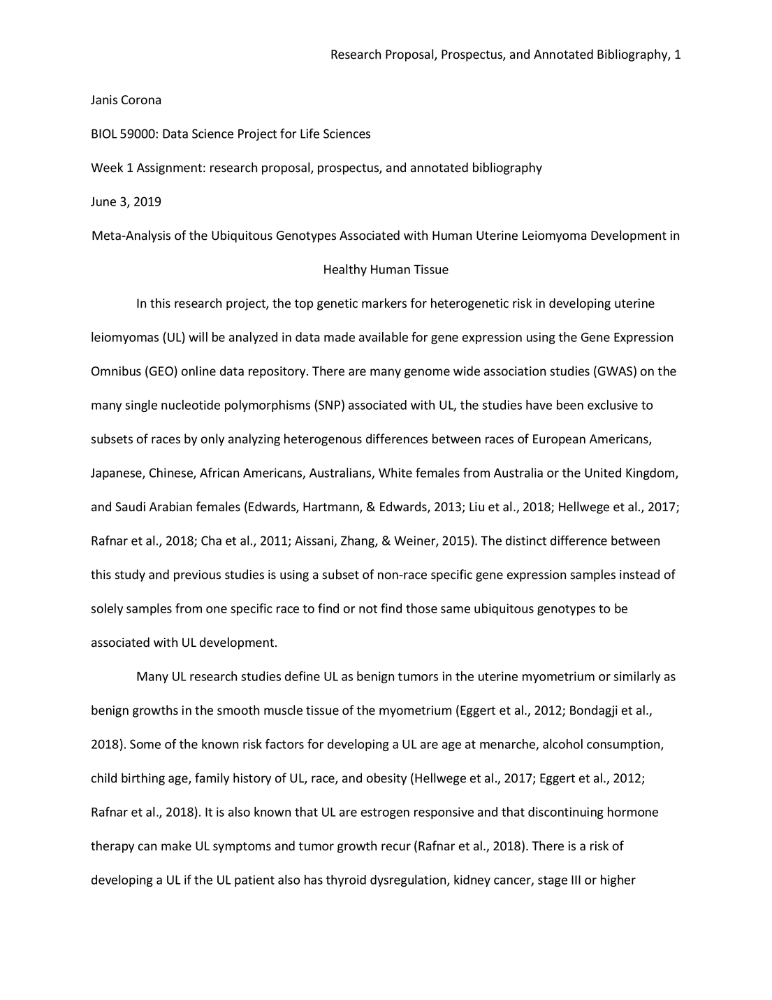 Research Proposal, Prospectus, and Annotated Bibliography, 1
Janis Corona
BIOL 59000: Data Science Project for Life Sciences
Week 1 Assignment: research proposal, prospectus, and annotated bibliography
June 3, 2019
Meta-Analysis of the Ubiquitous Genotypes Associated with Human Uterine Leiomyoma Development in
Healthy Human Tissue
In this research project, the top genetic markers for heterogenetic risk in developing uterine
leiomyomas (UL) will be analyzed in data made available for gene expression using the Gene Expression
Omnibus (GEO) online data repository. There are many genome wide association studies (GWAS) on the
many single nucleotide polymorphisms (SNP) associated with UL, the studies have been exclusive to
subsets of races by only analyzing heterogenous differences between races of European Americans,
Japanese, Chinese, African Americans, Australians, White females from Australia or the United Kingdom,
and Saudi Arabian females (Edwards, Hartmann, & Edwards, 2013; Liu et al., 2018; Hellwege et al., 2017;
Rafnar et al., 2018; Cha et al., 2011; Aissani, Zhang, & Weiner, 2015). The distinct difference between
this study and previous studies is using a subset of non-race specific gene expression samples instead of
solely samples from one specific race to find or not find those same ubiquitous genotypes to be
associated with UL development.
Many UL research studies define UL as benign tumors in the uterine myometrium or similarly as
benign growths in the smooth muscle tissue of the myometrium (Eggert et al., 2012; Bondagji et al.,
2018). Some of the known risk factors for developing a UL are age at menarche, alcohol consumption,
child birthing age, family history of UL, race, and obesity (Hellwege et al., 2017; Eggert et al., 2012;
Rafnar et al., 2018). It is also known that UL are estrogen responsive and that discontinuing hormone
therapy can make UL symptoms and tumor growth recur (Rafnar et al., 2018). There is a risk of
developing a UL if the UL patient also has thyroid dysregulation, kidney cancer, stage III or higher